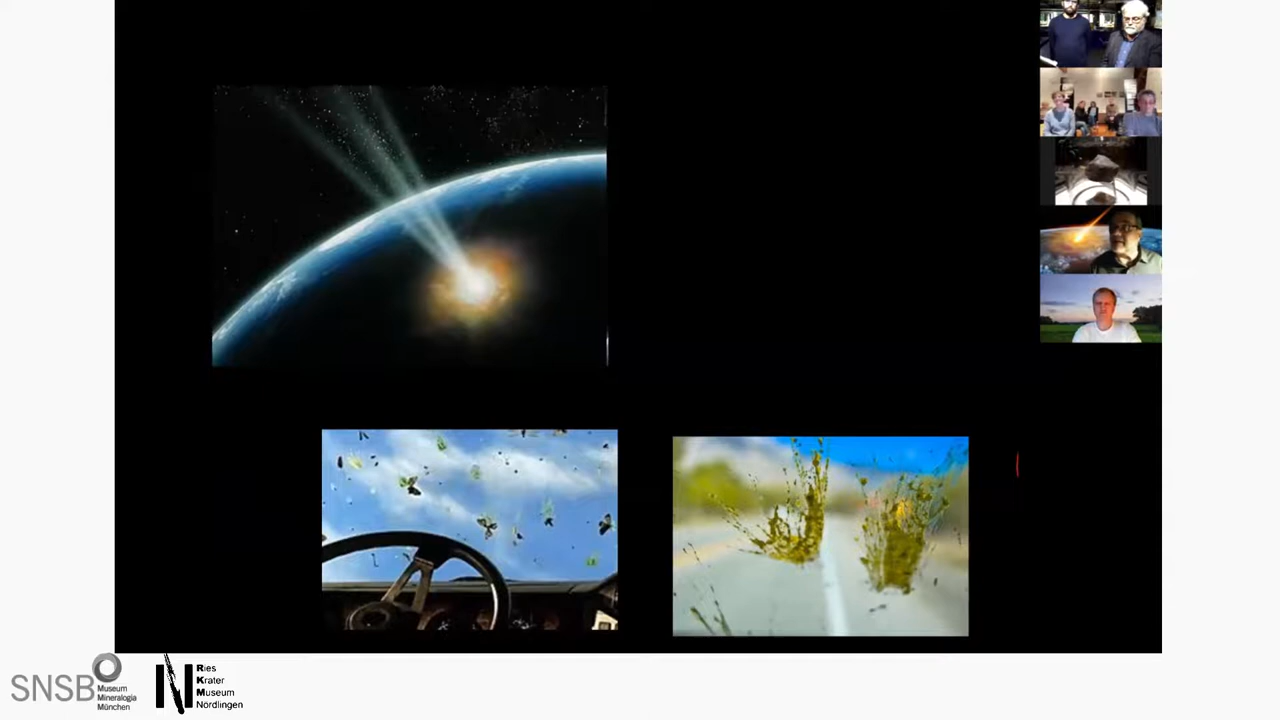 SNSB
Museum
Mineralogia
München
Ries
Krater
Museum
Nördlingen